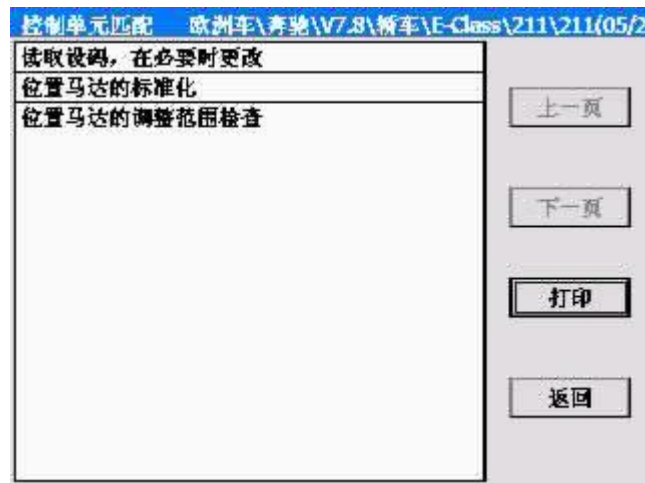 控制单元匹配 欧洲车\奔驰\V7.8\轿车\E-Class\211\211(05/2
读取设码，在必要时更改
位置马达的标准化
位置马达的调整范围检查
上一页
下一页
打印
返回